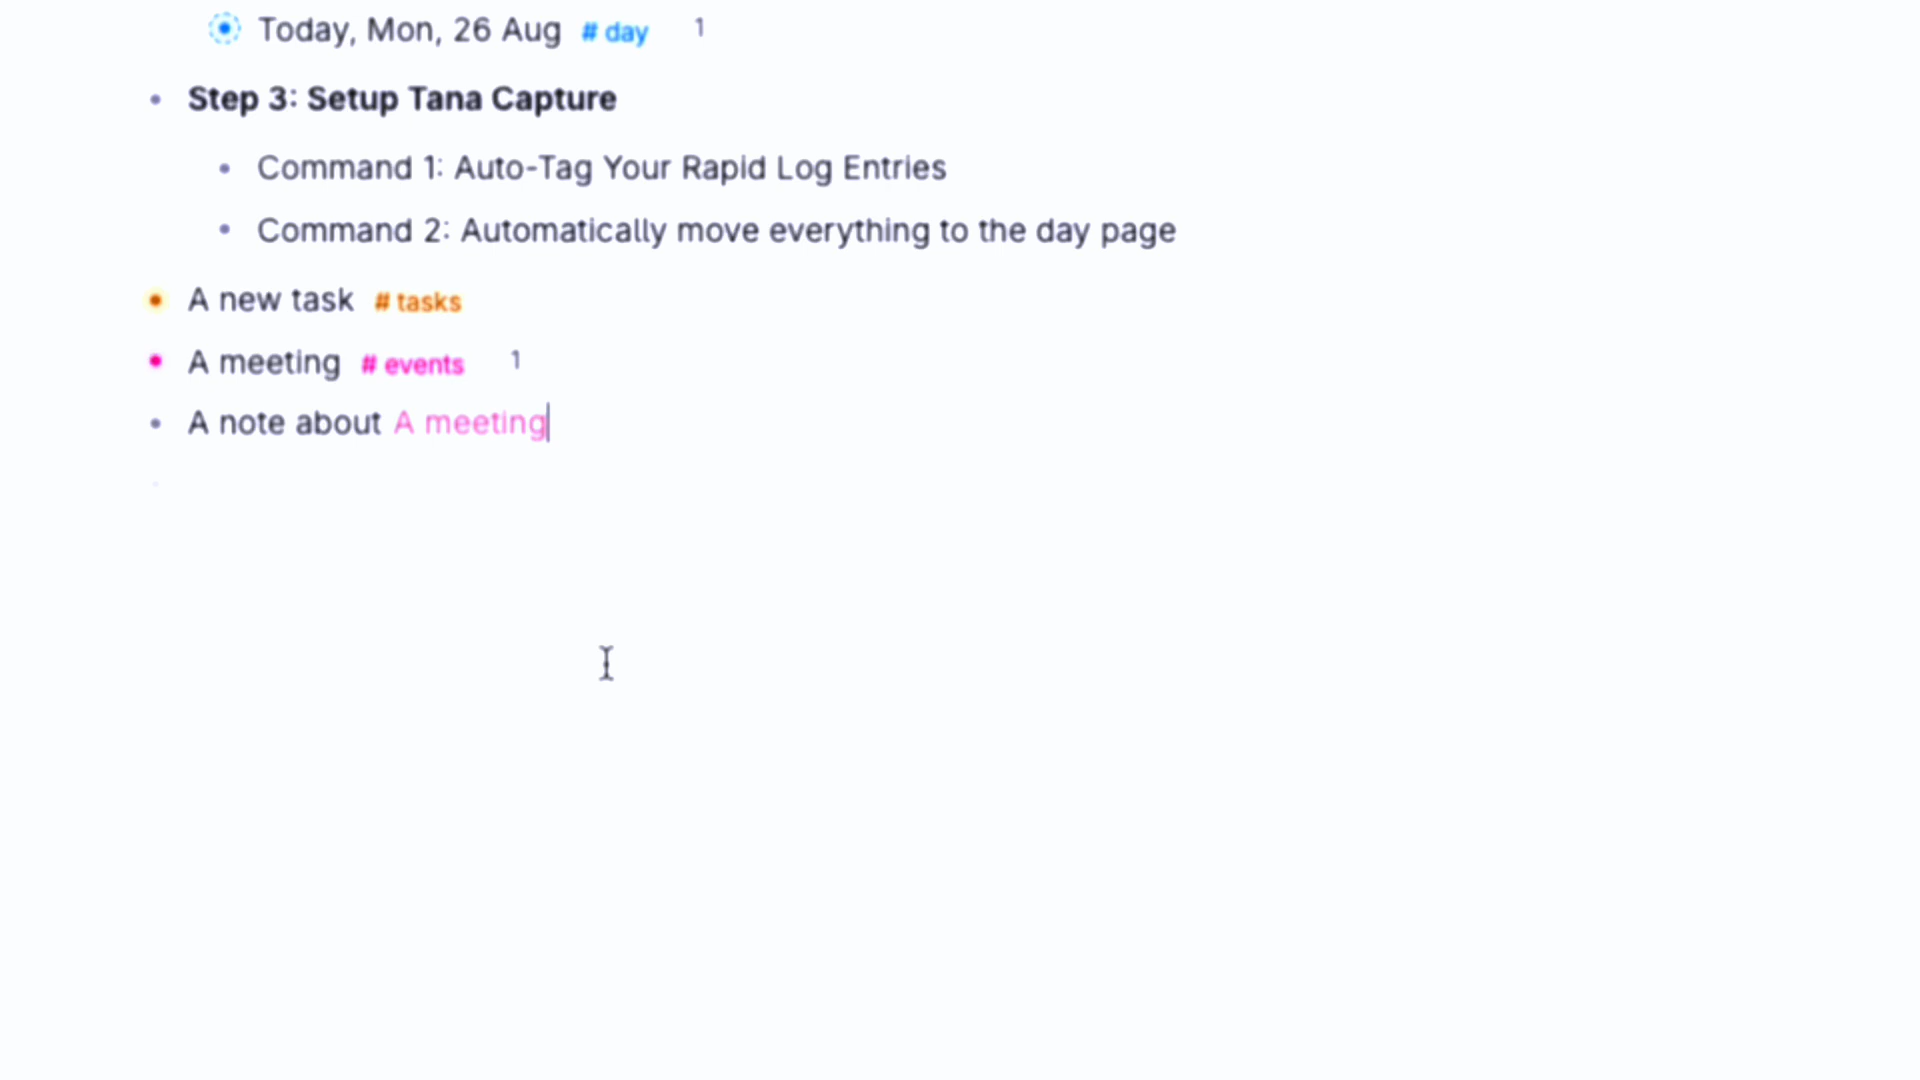 Today, Mon, 26 Aug # day 1
Step 3: Setup Tana Capture
Command 1: Auto-Tag Your Rapid Log Entries
Command 2: Automatically move everything to the day page
A new task # tasks
A meeting # events 1
A note about A meeting